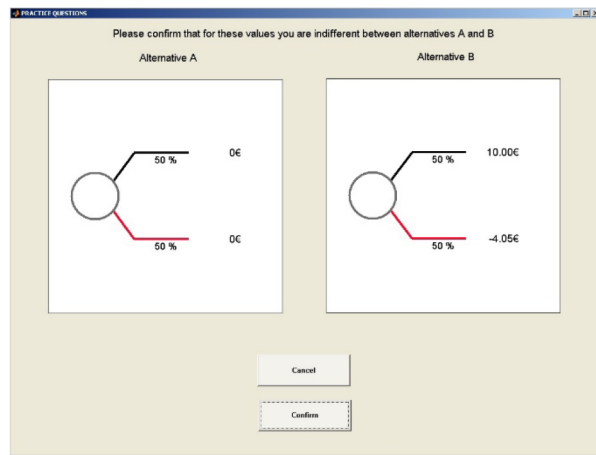 PRACTICE QUESTIONS
Please confirm that for these values you are indifferent between alternatives A and B
Alternative A
Alternative B
50 %
0€
50 %
0€
50 %
10.00€
50 %
-4.05€
Cancel
Confirm